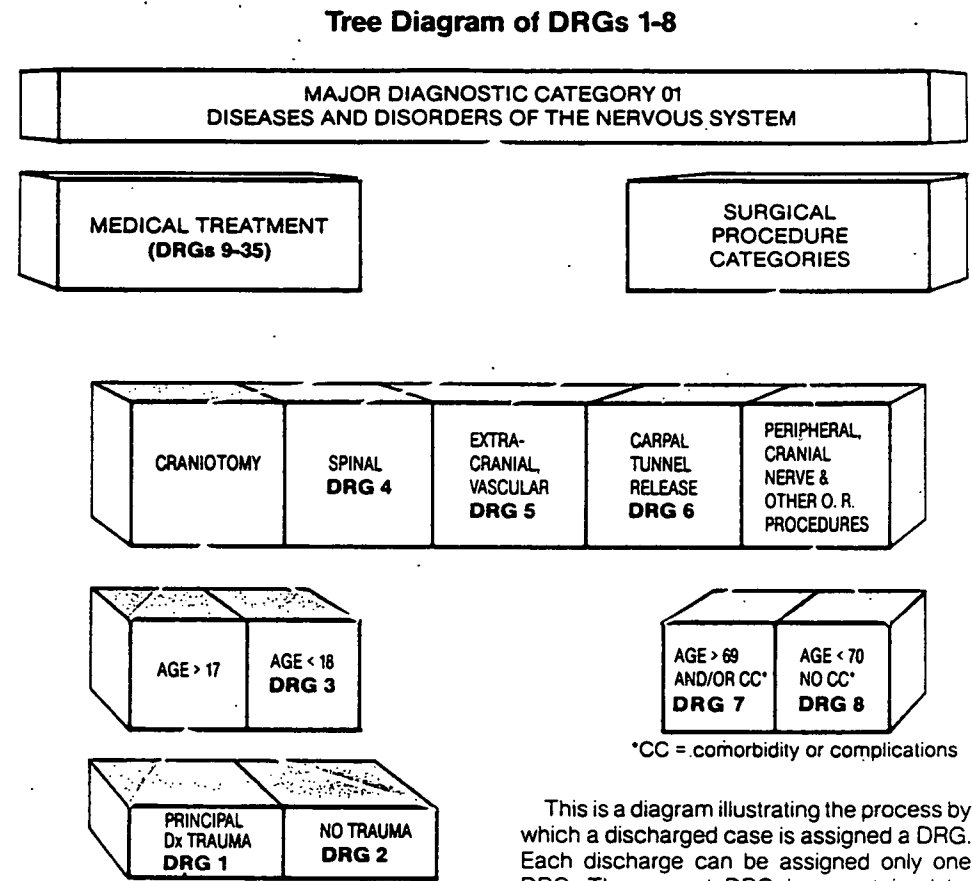 Tree Diagram of DRGs 1-8
MAJOR DIAGNOSTIC CATEGORY 01
DISEASES AND DISORDERS OF THE NERVOUS SYSTEM
MEDICAL TREATMENT
(DRGs 9-35)
SURGICAL
PROCEDURE
CATEGORIES
CRANIOTOMY
SPINAL
DRG 4
EXTRA-
CRANIAL,
VASCULAR
DRG 5
CARPAL
TUNNEL
RELEASE
DRG 6
PERIPHERAL,
CRANIAL
NERVE &
OTHER O. R.
PROCEDURES
AGE > 17
AGE < 18
DRG 3
AGE > 69
AND/OR CC*
DRG 7
AGE < 70
NO CC*
DRG 8
*CC = comorbidity or complications
PRINCIPAL
Dx TRAUMA
DRG 1
NO TRAUMA
DRG 2
This is a diagram illustrating the process by
which a discharged case is assigned a DRG.
Each discharge can be assigned only one